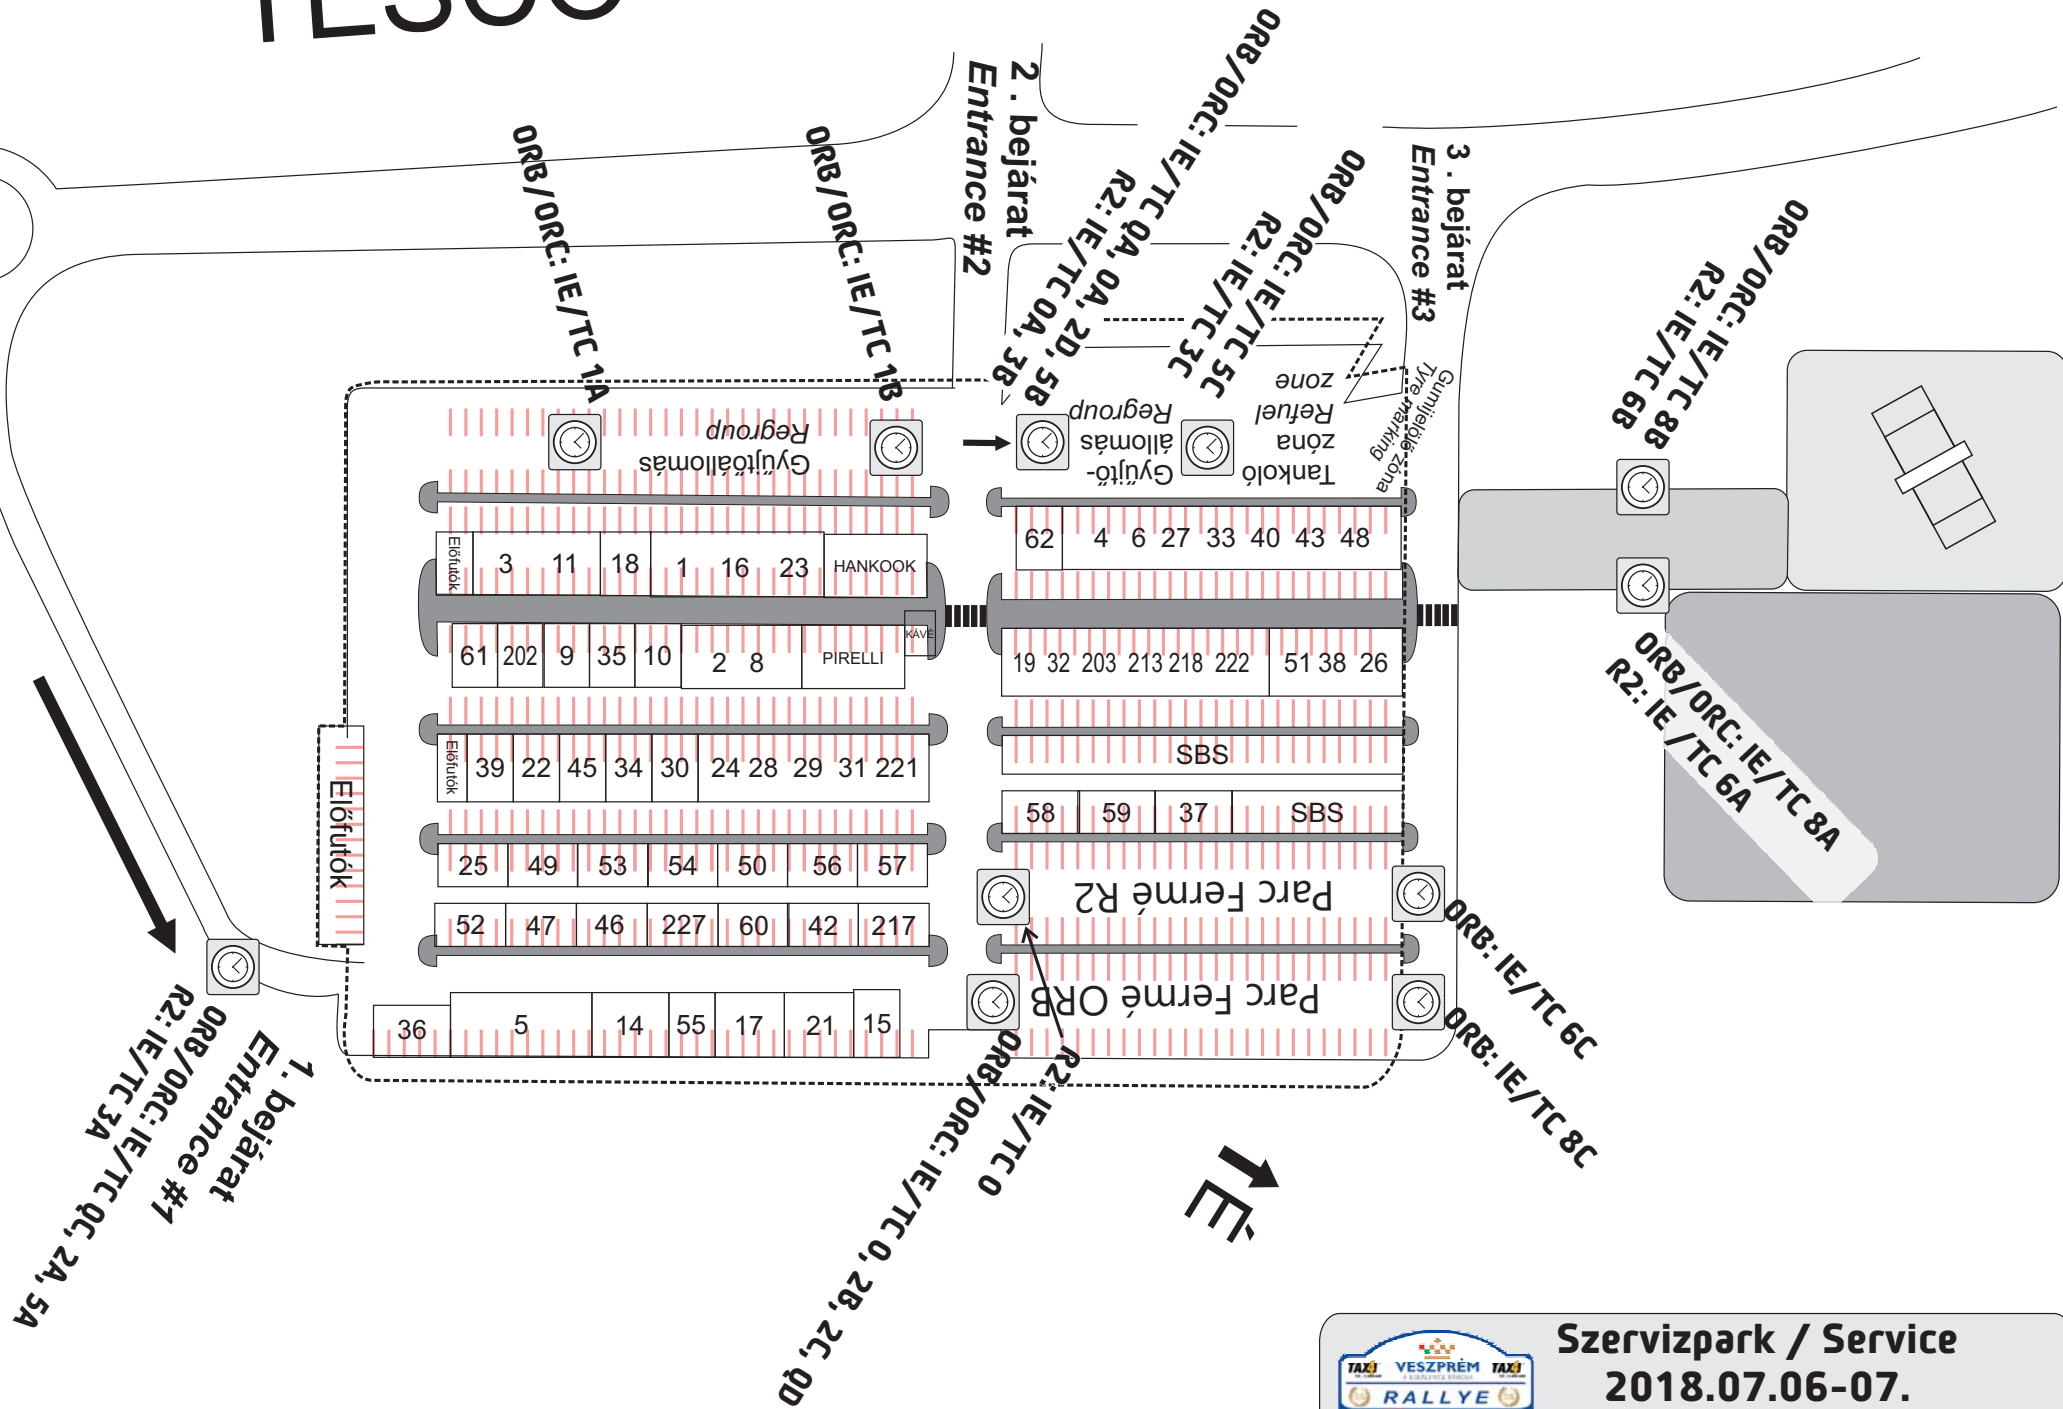 TESCO
2 . bejárat
Entrance #2
3 . bejárat
Entrance #3
ORB/ORC: IE/TC 1A
ORB/ORC: IE/TC 1B
ORB/ORC: IE/TC QA, 0A, 2D, 5B
R2: IE/TC 0A, 3B
ORB/ORC: IE/TC 5C
R2: IE/TC 3C
ORB/ORC: IE/TC 8B
R2: IE/TC 6B
Gyűjtőállomás
Regroup
Gyűjtő-
állomás
Regroup
Tankoló
zóna
Refuel
zone
Gumijelölő zóna
Tyre marking
Előfutók
3 11 18 1 16 23 HANKOOK
62 4 6 27 33 40 43 48
KÁVÉ
61 202 9 35 10 2 8 PIRELLI
19 32 203 213 218 222 51 38 26
Előfutók
39 22 45 34 30 24 28 29 31 221
SBS
Előfutók
58 59 37 SBS
25 49 53 54 50 56 57
Parc Fermé R2
52 47 46 227 60 42 217
Parc Fermé ORB
36 5 14 55 17 21 15
ORB/ORC: IE/TC 8A
R2: IE /TC 6A
ORB: IE/TC 6C
ORB: IE/TC 8C
1. bejárat
Entrance #1
ORB/ORC: IE/TC QC, 2A, 5A
R2: IE/TC 3A
R2: IE/TC 0
ORB/ORC: IE/TC 0, 2B, 2C, QD
É
Szervizpark / Service
2018.07.06-07.
TAXI VESZPRÉM TAXI
RALLYE